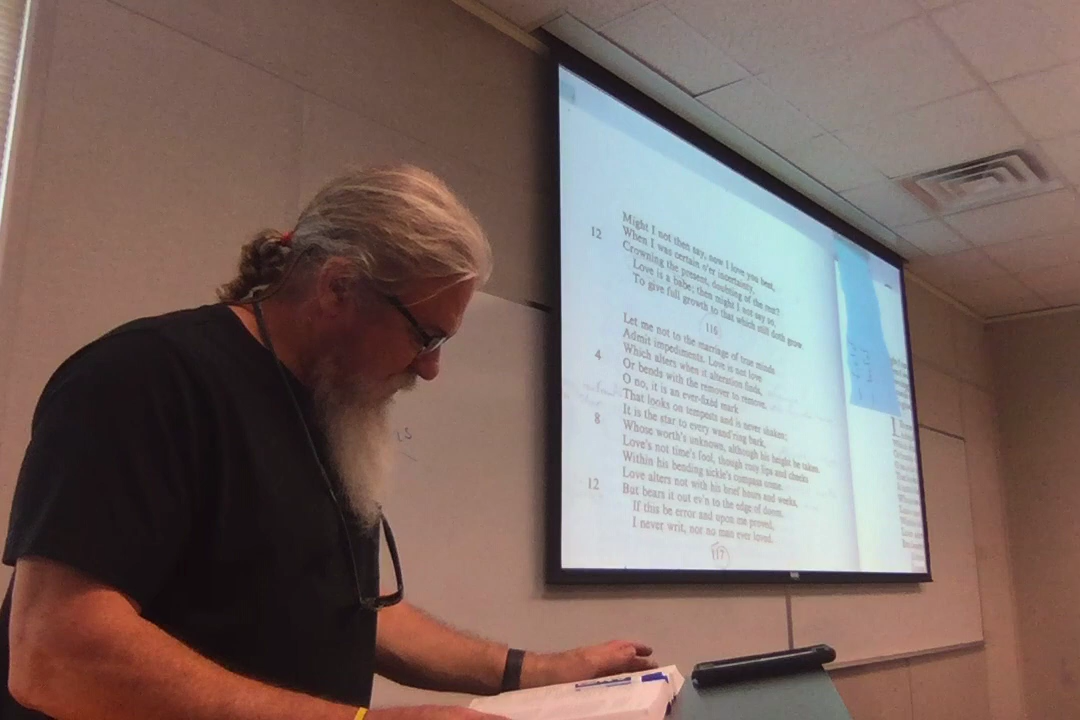 Might I not then say, now I love you best,
12 When I was certain o'er incertainty,
Crowning the present, doubting of the rest?
Love is a babe; then might I not say so,
To give full growth to that which still doth grow
116
Let me not to the marriage of true minds
Admit impediments. Love is not love
Which alters when it alteration finds,
4 Or bends with the remover to remove.
O no, it is an ever-fixèd mark
That looks on tempests and is never shaken;
It is the star to every wand'ring bark,
8 Whose worth's unknown, although his height be taken.
Love's not time's fool, though rosy lips and cheeks
Within his bending sickle's compass come.
Love alters not with his brief hours and weeks,
12 But bears it out ev'n to the edge of doom.
If this be error and upon me proved,
I never writ, nor no man ever loved.
117
is